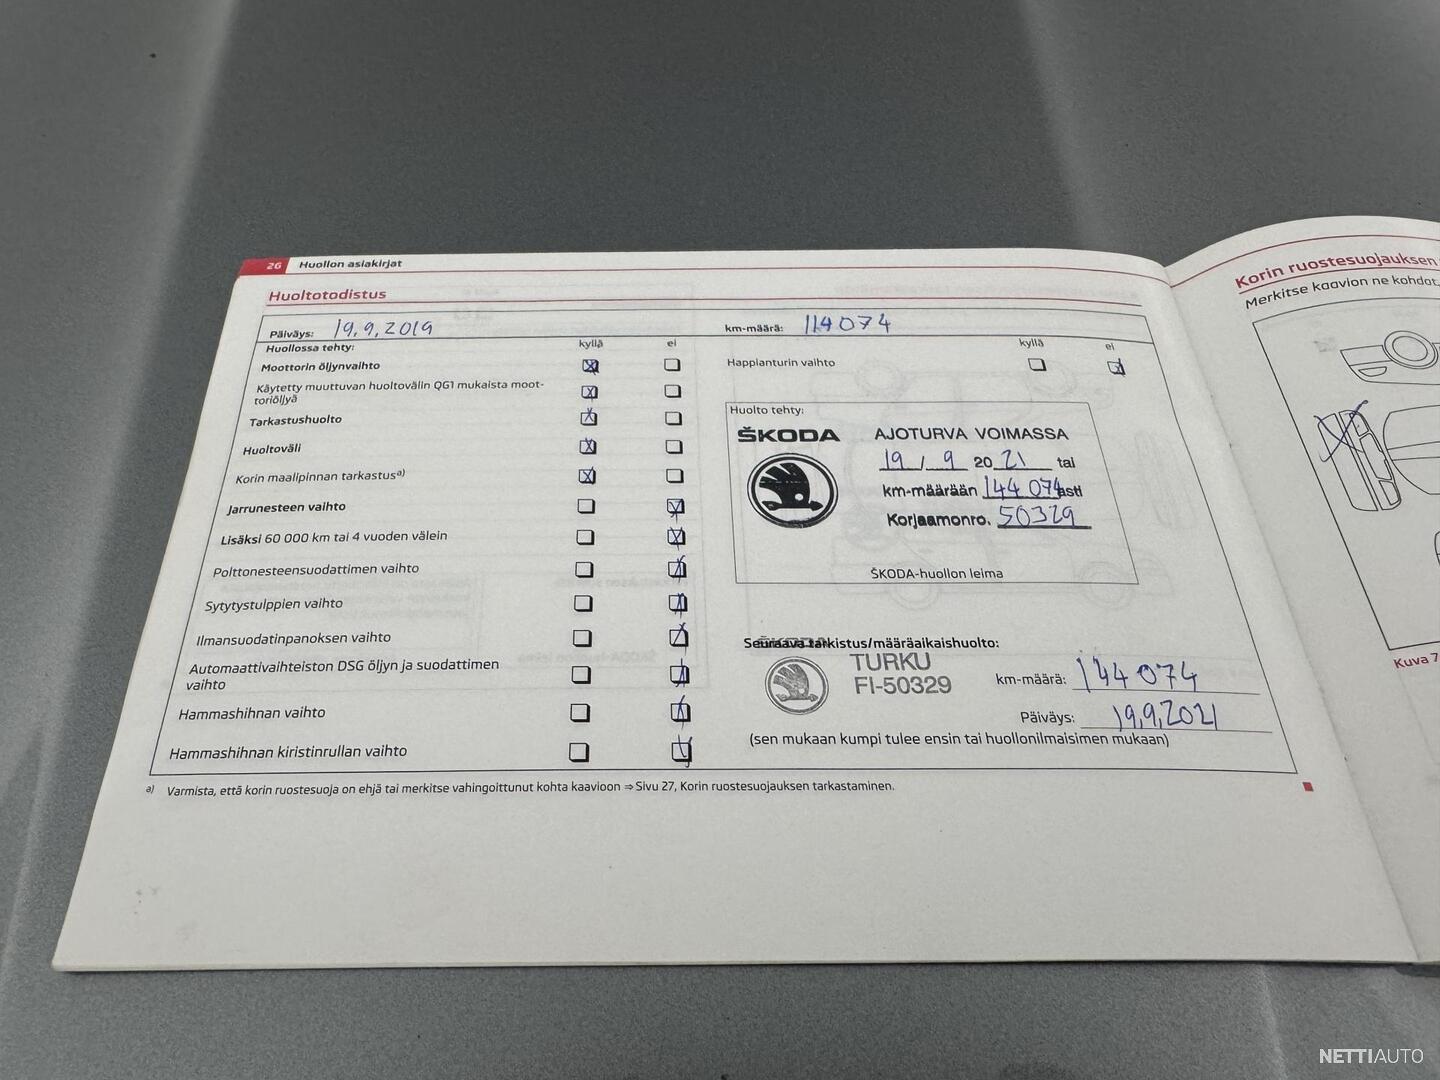 26 Huollon asiakirjat
Huoltotodistus
Päiväys: 19.9.2019
km-määrä: 114074
Huollossa tehty: kyllä ei
Moottorin öljynvaihto
Käytetty muuttuvan huoltovälin QG1 mukaista moot-
toriöljyä
Tarkastushuolto
Huoltoväli
Korin maalipinnan tarkastus a)
Jarrunesteen vaihto
Lisäksi 60 000 km tai 4 vuoden välein
Polttonesteensuodattimen vaihto
Sytytystulppien vaihto
Ilmansuodatinpanoksen vaihto
Automaattivaihteiston DSG öljyn ja suodattimen
vaihto
Hammashihnan vaihto
Hammashihnan kiristinrullan vaihto
kyllä ei
Happianturin vaihto
Huolto tehty:
ŠKODA
AJOTURVA VOIMASSA
19 / 9 2021 tai
km-määrään 144 074 asti
Korjaamonro. 50329
ŠKODA-huollon leima
Seuraava tarkistus/määräaikaishuolto:
TURKU
FI-50329
km-määrä: 144074
Päiväys: 19.9.2021
(sen mukaan kumpi tulee ensin tai huollonilmaisimen mukaan)
a) Varmista, että korin ruostesuoja on ehjä tai merkitse vahingoittunut kohta kaavioon ⇒ Sivu 27, Korin ruostesuojauksen tarkastaminen.
Korin ruostesuojauksen
Merkitse kaavion ne kohdat,
Kuva 7
NETTIAUTO